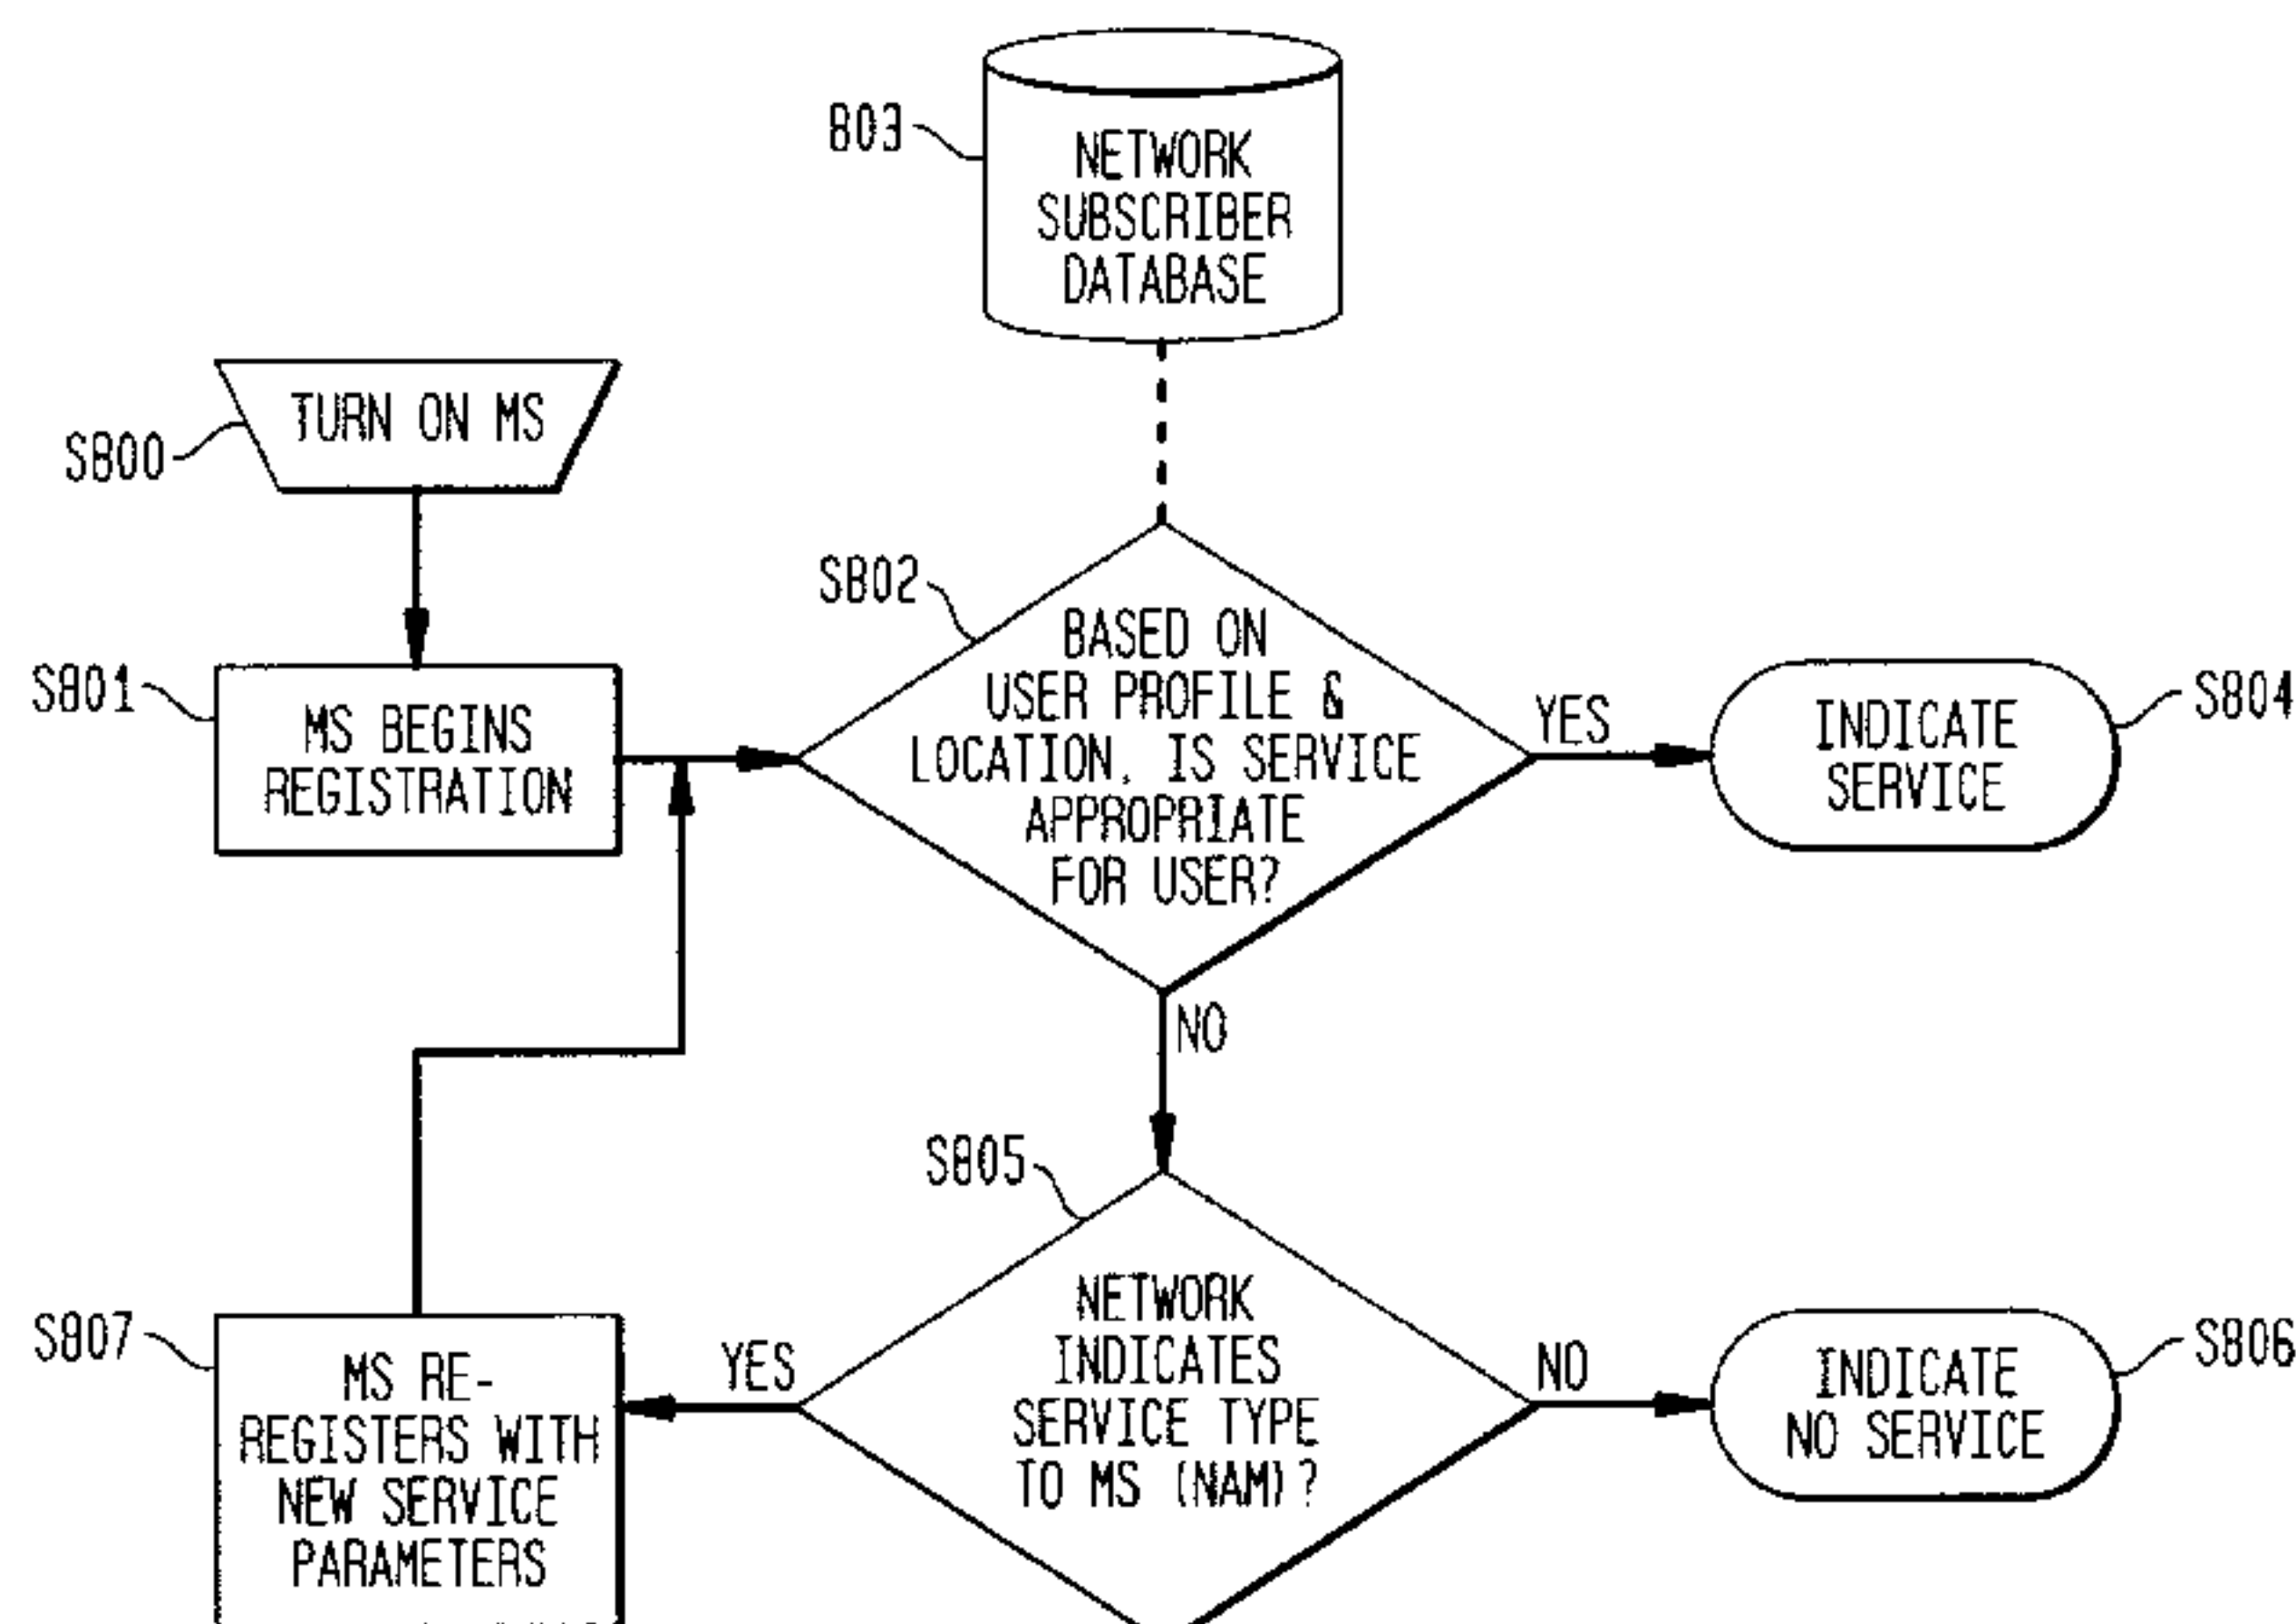 803
NETWORK
SUBSCRIBER
DATABASE
S800
TURN ON MS
S801
MS BEGINS
REGISTRATION
S802
BASED ON
USER PROFILE &
LOCATION, IS SERVICE
APPROPRIATE
FOR USER?
YES
INDICATE
SERVICE
S804
NO
S805
NETWORK
INDICATES
SERVICE TYPE
TO MS (NAM)?
YES
S807
MS RE-
REGISTERS WITH
NEW SERVICE
PARAMETERS
NO
INDICATE
NO SERVICE
S806